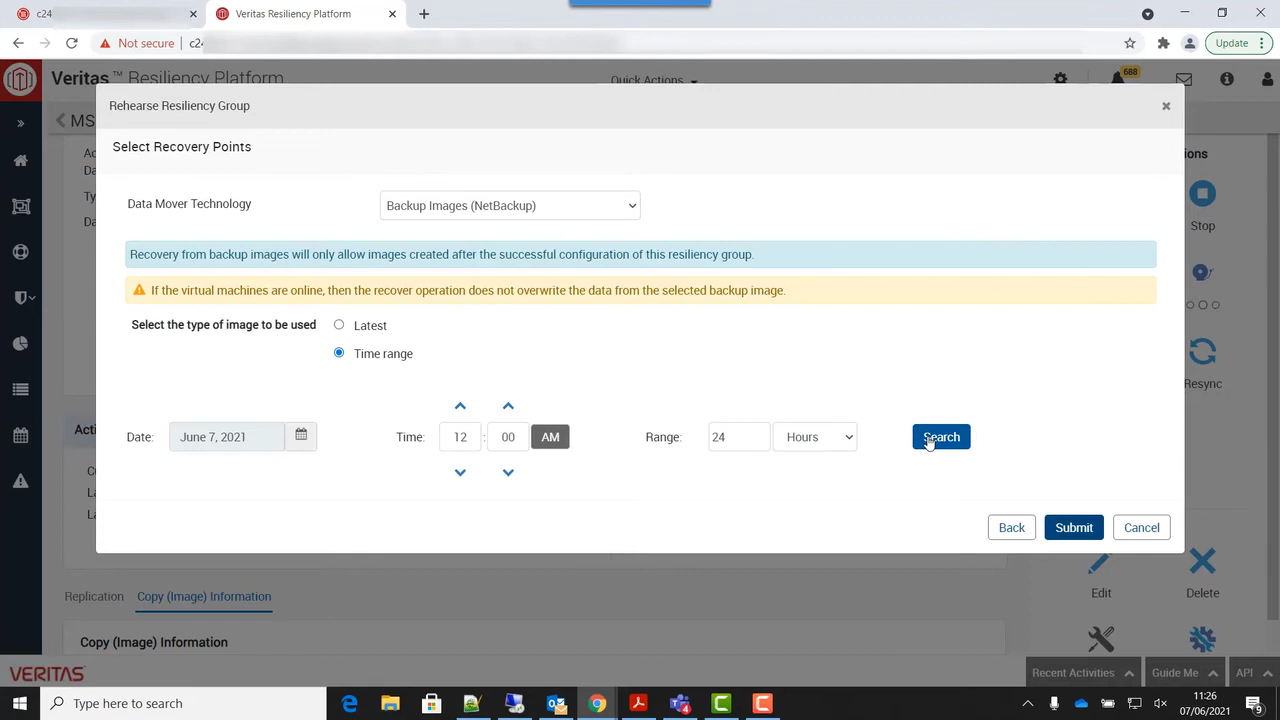 c24
Veritas Resiliency Platform
Not secure
c24
Update
Veritas™ Resiliency Platform
Quick Actions
688
MS
Rehearse Resiliency Group
Select Recovery Points
Data Mover Technology
Backup Images (NetBackup)
Recovery from backup images will only allow images created after the successful configuration of this resiliency group.
If the virtual machines are online, then the recover operation does not overwrite the data from the selected backup image.
Select the type of image to be used
Latest
Time range
Date: June 7, 2021 Time: 12 : 00 AM Range: 24 Hours Search
Back Submit Cancel
Stop
Resync
Edit Delete
Replication Copy (Image) Information
Copy (Image) Information
VERITAS
Recent Activities Guide Me API
Type here to search
11:26
07/06/2021
9